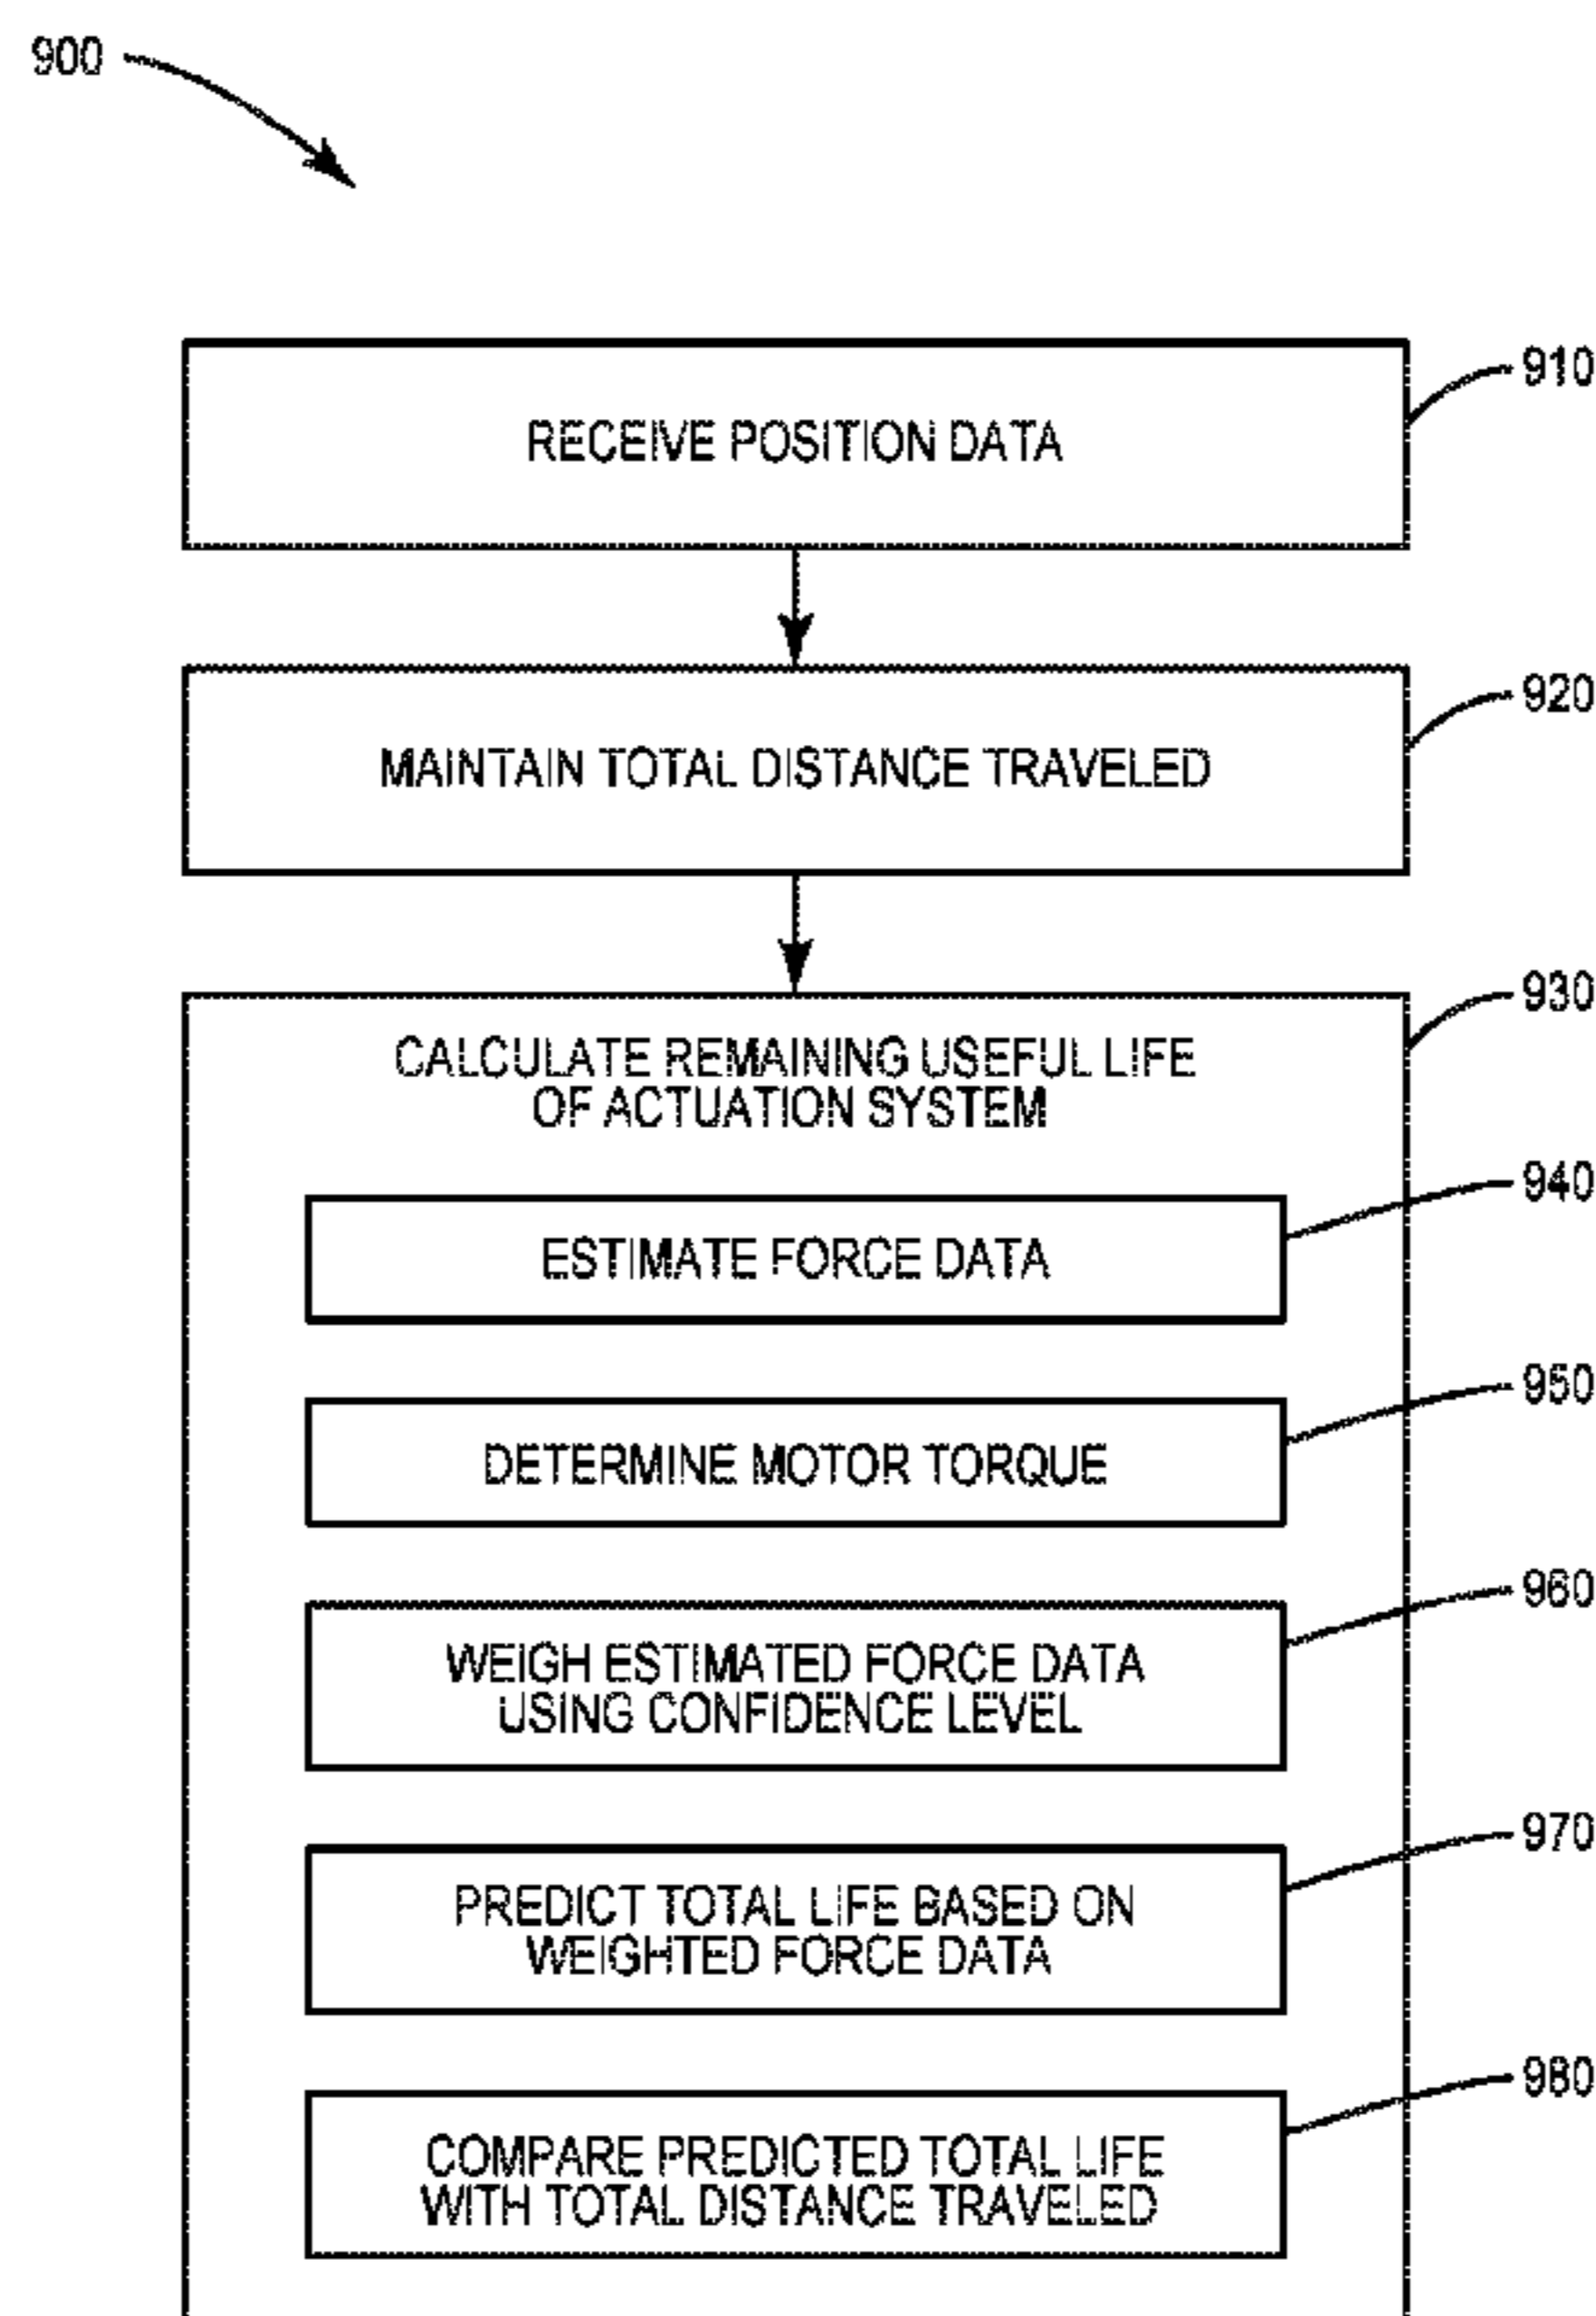 900
RECEIVE POSITION DATA
910
MAINTAIN TOTAL DISTANCE TRAVELED
920
930
CALCULATE REMAINING USEFUL LIFE
OF ACTUATION SYSTEM
940
ESTIMATE FORCE DATA
950
DETERMINE MOTOR TORQUE
960
WEIGH ESTIMATED FORCE DATA
USING CONFIDENCE LEVEL
970
PREDICT TOTAL LIFE BASED ON
WEIGHTED FORCE DATA
980
COMPARE PREDICTED TOTAL LIFE
WITH TOTAL DISTANCE TRAVELED